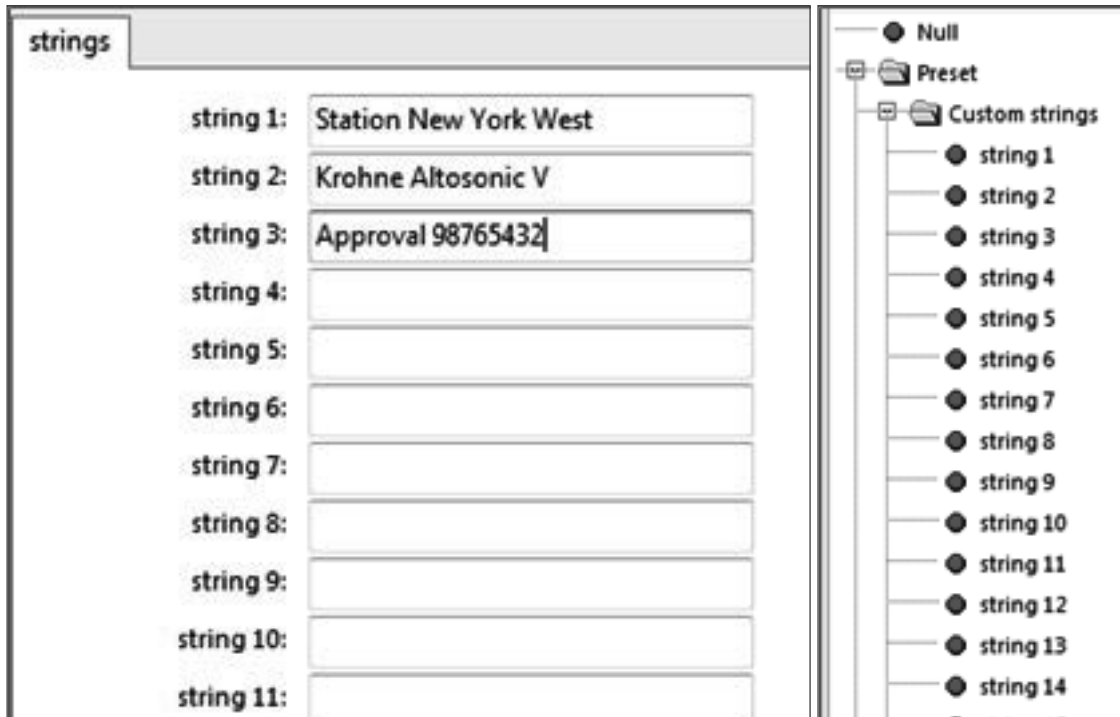 strings
string 1: Station New York West
string 2: Krohne Altosonic V
string 3: Approval 98765432
string 4:
string 5:
string 6:
string 7:
string 8:
string 9:
string 10:
string 11:
Null
Preset
Custom strings
string 1
string 2
string 3
string 4
string 5
string 6
string 7
string 8
string 9
string 10
string 11
string 12
string 13
string 14